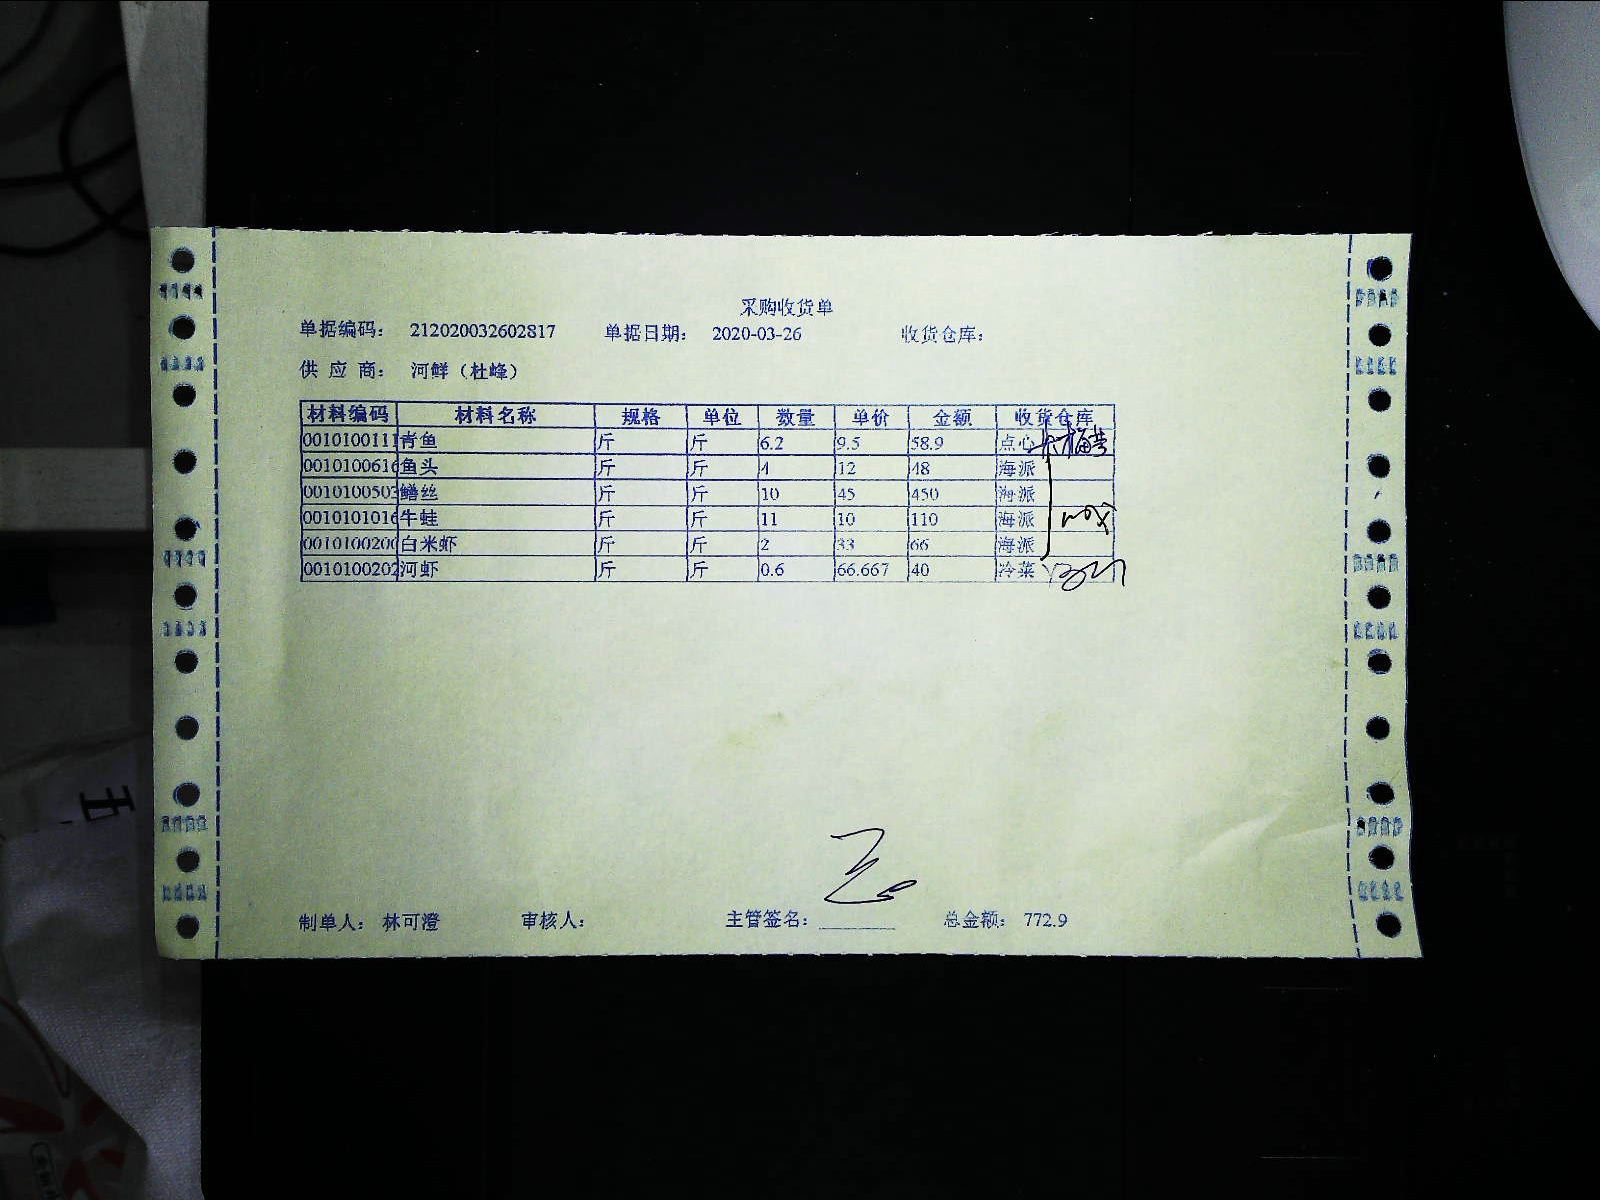 采购收货单
单据编码： 212020032602817 单据日期： 2020-03-26 收货仓库：
供 应 商： 河鲜（杜峰）
材料编码 材料名称 规格 单位 数量 单价 金额 收货仓库
0010100111 青鱼 斤 斤 6.2 9.5 58.9 点心
001010061 鱼头 斤 斤 4 12 48 海派
001010050 鳝丝 斤 斤 10 45 450 海派
001010101 牛蛙 斤 斤 11 10 110 海派
001010020 白米虾 斤 斤 2 33 66 海派
001010020 河虾 斤 斤 0.6 66.667 40 冷菜
制单人： 林可澄 审核人： 主管签名： 总金额： 772.9
五